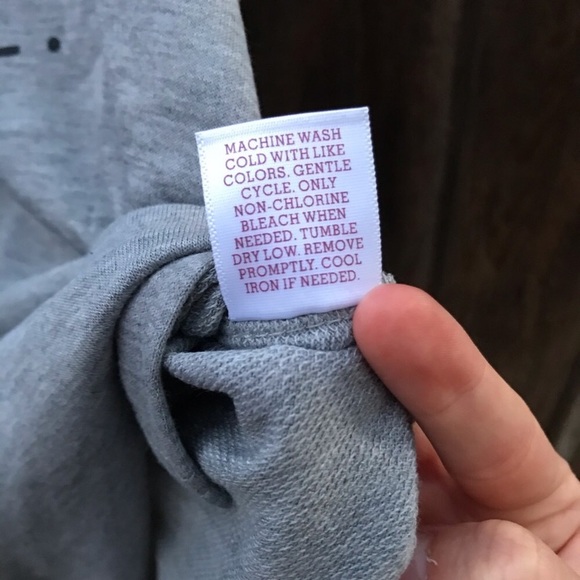 MACHINE WASH
COLD WITH LIKE
COLORS. GENTLE
CYCLE. ONLY
NON-CHLORINE
BLEACH WHEN
NEEDED. TUMBLE
DRY LOW. REMOVE
PROMPTLY. COOL
IRON IF NEEDED.